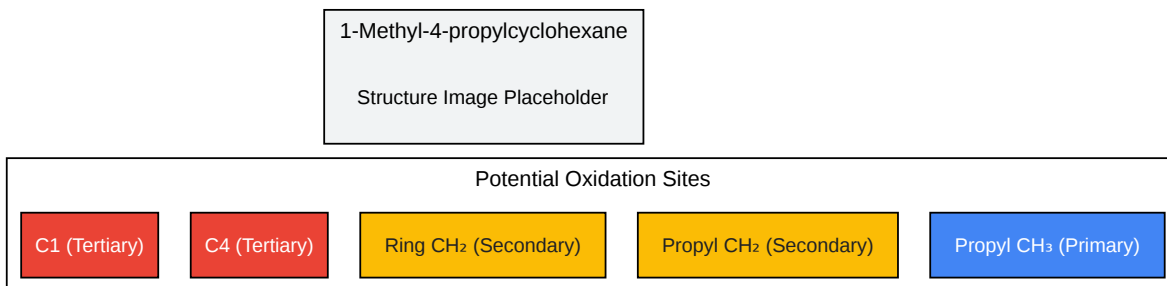 1-Methyl-4-propylcyclohexane
Structure Image Placeholder
Potential Oxidation Sites
C1 (Tertiary)
C4 (Tertiary)
Ring CH₂ (Secondary)
Propyl CH₂ (Secondary)
Propyl CH₃ (Primary)